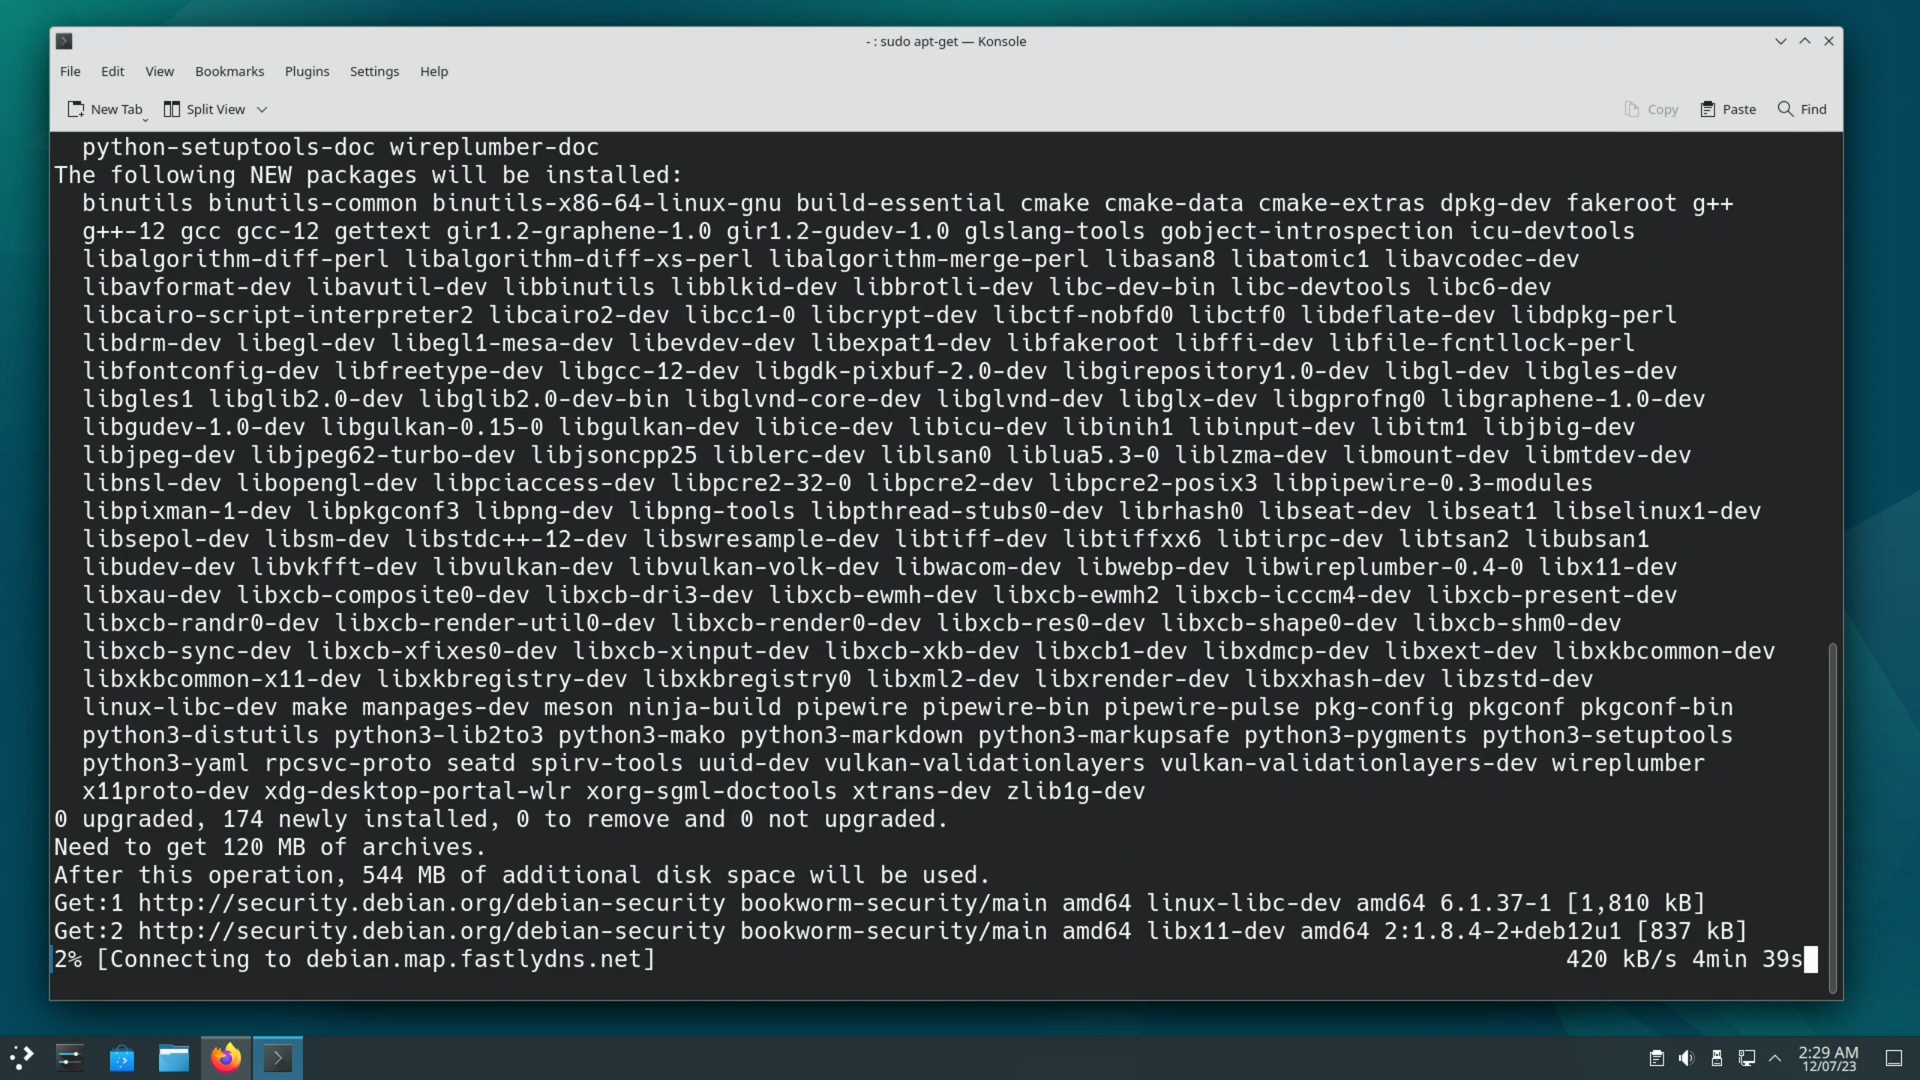 - : sudo apt-get — Konsole
File Edit View Bookmarks Plugins Settings Help
New Tab Split View Copy Paste Find
python-setuptools-doc wireplumber-doc
The following NEW packages will be installed:
binutils binutils-common binutils-x86-64-linux-gnu build-essential cmake cmake-data cmake-extras dpkg-dev fakeroot g++
g++-12 gcc gcc-12 gettext gir1.2-graphene-1.0 gir1.2-gudev-1.0 glslang-tools gobject-introspection icu-devtools
libalgorithm-diff-perl libalgorithm-diff-xs-perl libalgorithm-merge-perl libasan8 libatomic1 libavcodec-dev
libavformat-dev libavutil-dev libbinutils libblkid-dev libbrotli-dev libc-dev-bin libc-devtools libc6-dev
libcairo-script-interpreter2 libcairo2-dev libcc1-0 libcrypt-dev libctf-nobfd0 libctf0 libdeflate-dev libdpkg-perl
libdrm-dev libegl-dev libegl1-mesa-dev libevdev-dev libexpat1-dev libfakeroot libffi-dev libfile-fcntllock-perl
libfontconfig-dev libfreetype-dev libgcc-12-dev libgdk-pixbuf-2.0-dev libgirepository1.0-dev libgl-dev libgles-dev
libgles1 libglib2.0-dev libglib2.0-dev-bin libglvnd-core-dev libglvnd-dev libglx-dev libgprofng0 libgraphene-1.0-dev
libgudev-1.0-dev libgulkan-0.15-0 libgulkan-dev libice-dev libicu-dev libinih1 libinput-dev libitm1 libjbig-dev
libjpeg-dev libjpeg62-turbo-dev libjsoncpp25 liblerc-dev liblsan0 liblua5.3-0 liblzma-dev libmount-dev libmtdev-dev
libnsl-dev libopengl-dev libpciaccess-dev libpcre2-32-0 libpcre2-dev libpcre2-posix3 libpipewire-0.3-modules
libpixman-1-dev libpkgconf3 libpng-dev libpng-tools libpthread-stubs0-dev librhash0 libseat-dev libseat1 libselinux1-dev
libsepol-dev libsm-dev libstdc++-12-dev libswresample-dev libtiff-dev libtiffxx6 libtirpc-dev libtsan2 libubsan1
libudev-dev libvkfft-dev libvulkan-dev libvulkan-volk-dev libwacom-dev libwebp-dev libwireplumber-0.4-0 libx11-dev
libxau-dev libxcb-composite0-dev libxcb-dri3-dev libxcb-ewmh-dev libxcb-ewmh2 libxcb-icccm4-dev libxcb-present-dev
libxcb-randr0-dev libxcb-render-util0-dev libxcb-render0-dev libxcb-res0-dev libxcb-shape0-dev libxcb-shm0-dev
libxcb-sync-dev libxcb-xfixes0-dev libxcb-xinput-dev libxcb-xkb-dev libxcb1-dev libxdmcp-dev libxext-dev libxkbcommon-dev
libxkbcommon-x11-dev libxkbregistry-dev libxkbregistry0 libxml2-dev libxrender-dev libxxhash-dev libzstd-dev
linux-libc-dev make manpages-dev meson ninja-build pipewire pipewire-bin pipewire-pulse pkg-config pkgconf pkgconf-bin
python3-distutils python3-lib2to3 python3-mako python3-markdown python3-markupsafe python3-pygments python3-setuptools
python3-yaml rpcsvc-proto seatd spirv-tools uuid-dev vulkan-validationlayers vulkan-validationlayers-dev wireplumber
x11proto-dev xdg-desktop-portal-wlr xorg-sgml-doctools xtrans-dev zlib1g-dev
0 upgraded, 174 newly installed, 0 to remove and 0 not upgraded.
Need to get 120 MB of archives.
After this operation, 544 MB of additional disk space will be used.
Get:1 http://security.debian.org/debian-security bookworm-security/main amd64 linux-libc-dev amd64 6.1.37-1 [1,810 kB]
Get:2 http://security.debian.org/debian-security bookworm-security/main amd64 libx11-dev amd64 2:1.8.4-2+deb12u1 [837 kB]
2% [Connecting to debian.map.fastlydns.net] 420 kB/s 4min 39s
2:29 AM
12/07/23